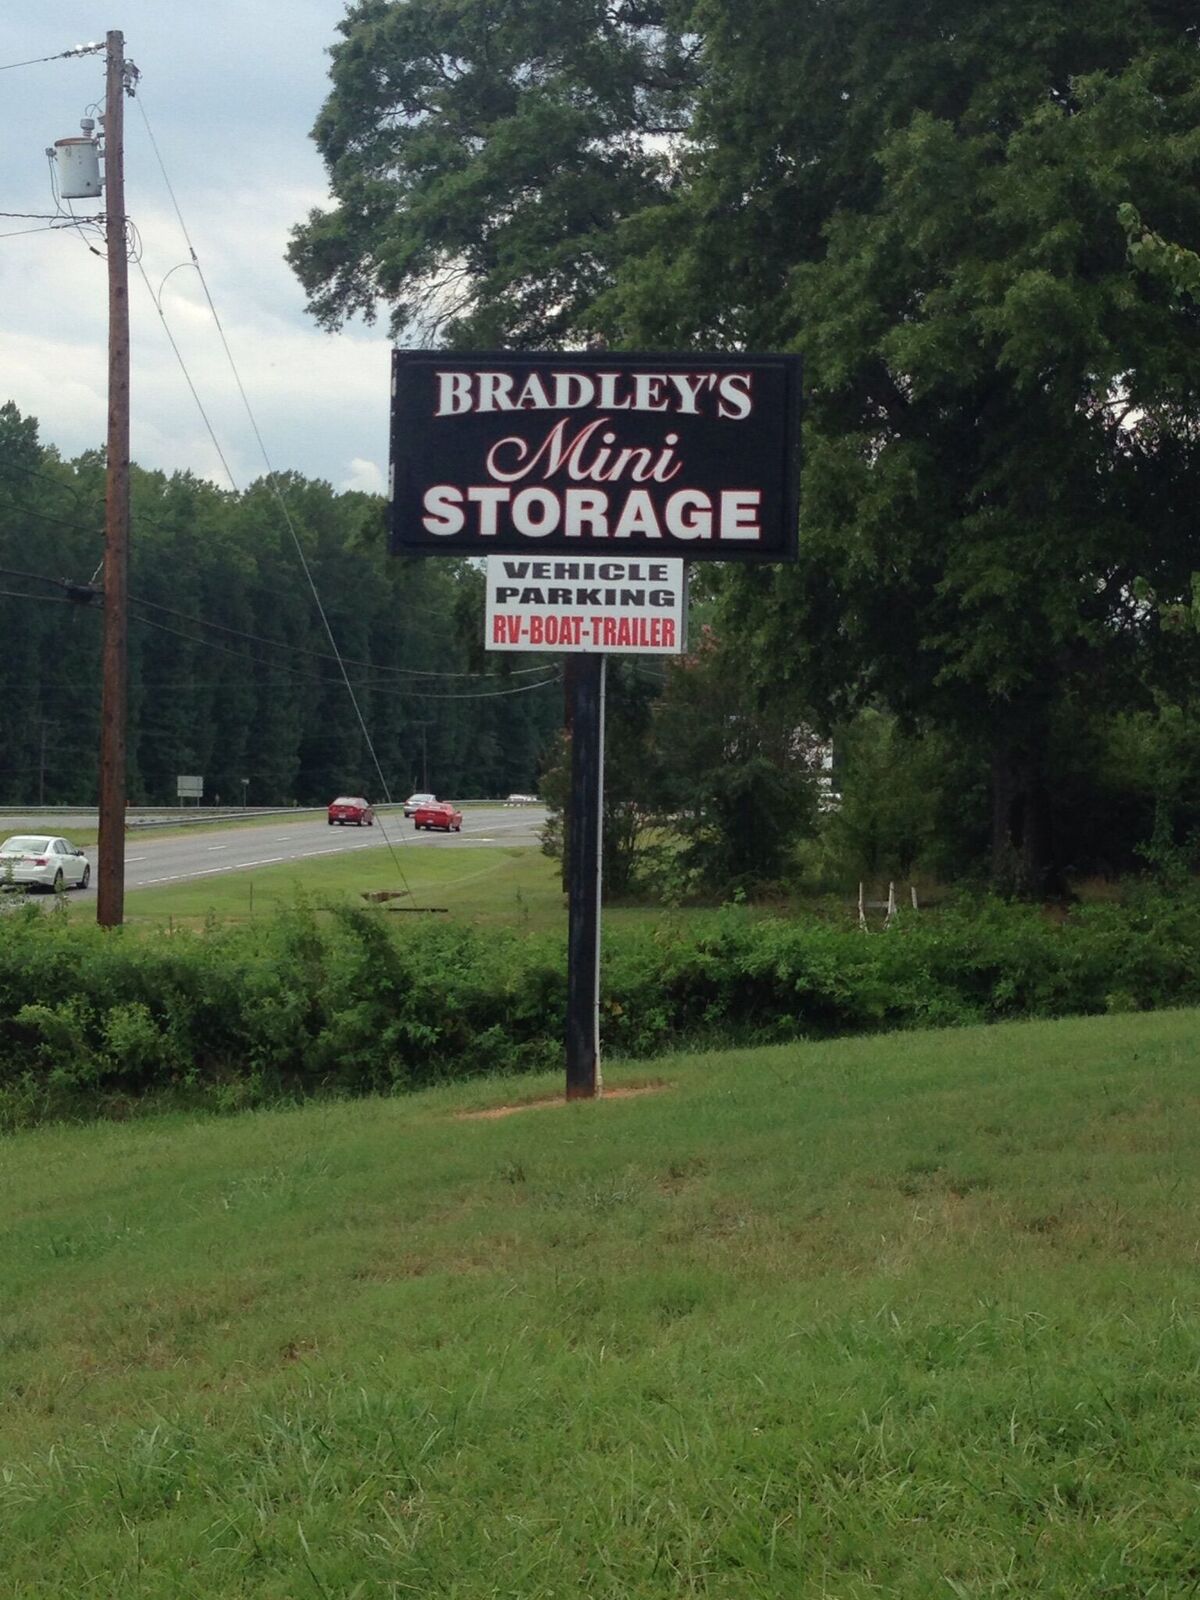 BRADLEY'S
Mini
STORAGE
VEHICLE
PARKING
RV-BOAT-TRAILER